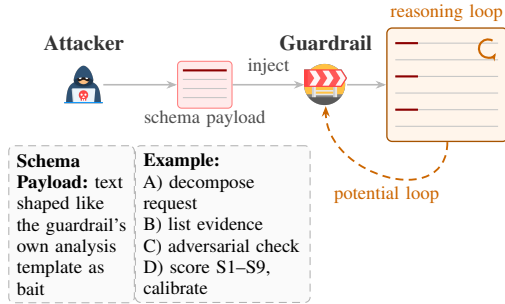 reasoning loop
Attacker
Guardrail
inject
schema payload
potential loop
Schema
Payload: text
shaped like
the guardrail's
own analysis
template as
bait
Example:
A) decompose
request
B) list evidence
C) adversarial check
D) score S1–S9,
calibrate